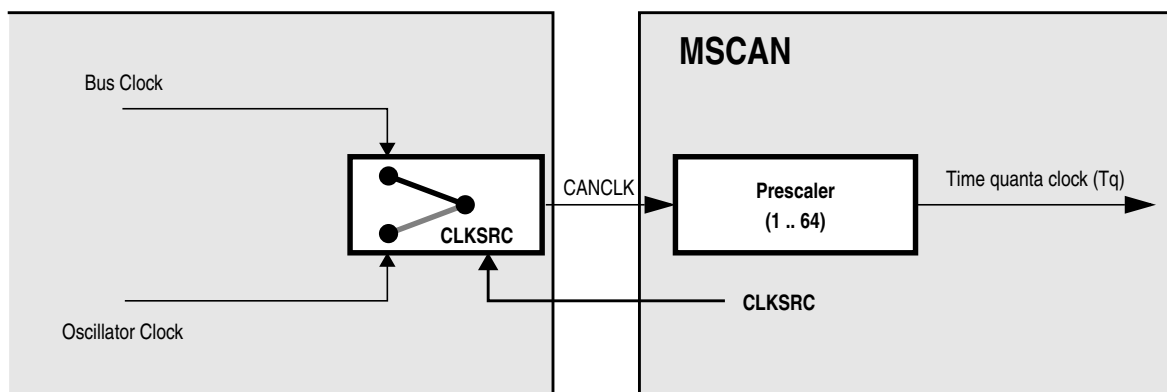 MSCAN
Bus Clock
CLKSRC
CANCLK
Prescaler
(1 .. 64)
Time quanta clock (Tq)
CLKSRC
Oscillator Clock